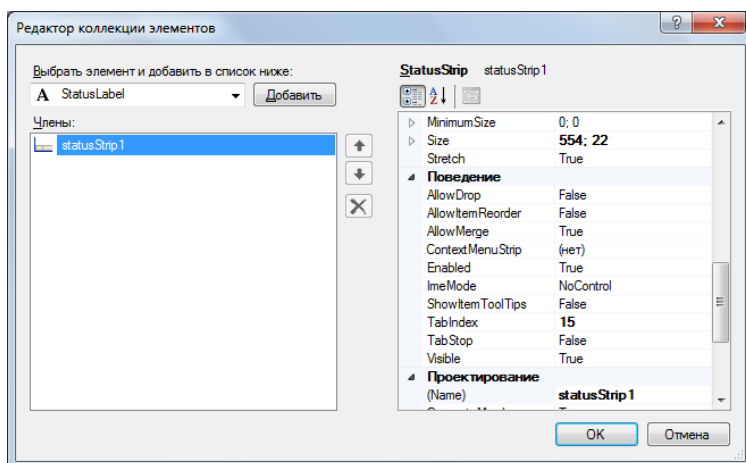 Редактор коллекции элементов
Выбрать элемент и добавить в список ниже:
A StatusLabel Добавить
Члены:
statusStrip1
StatusStrip statusStrip1
MinimumSize 0; 0
Size 554; 22
Stretch True
Поведение
AllowDrop False
AllowItemReorder False
AllowMerge True
ContextMenuStrip (нет)
Enabled True
ImeMode NoControl
ShowItemToolTips False
TabIndex 15
TabStop False
Visible True
Проектирование
(Name) statusStrip1
OK Отмена